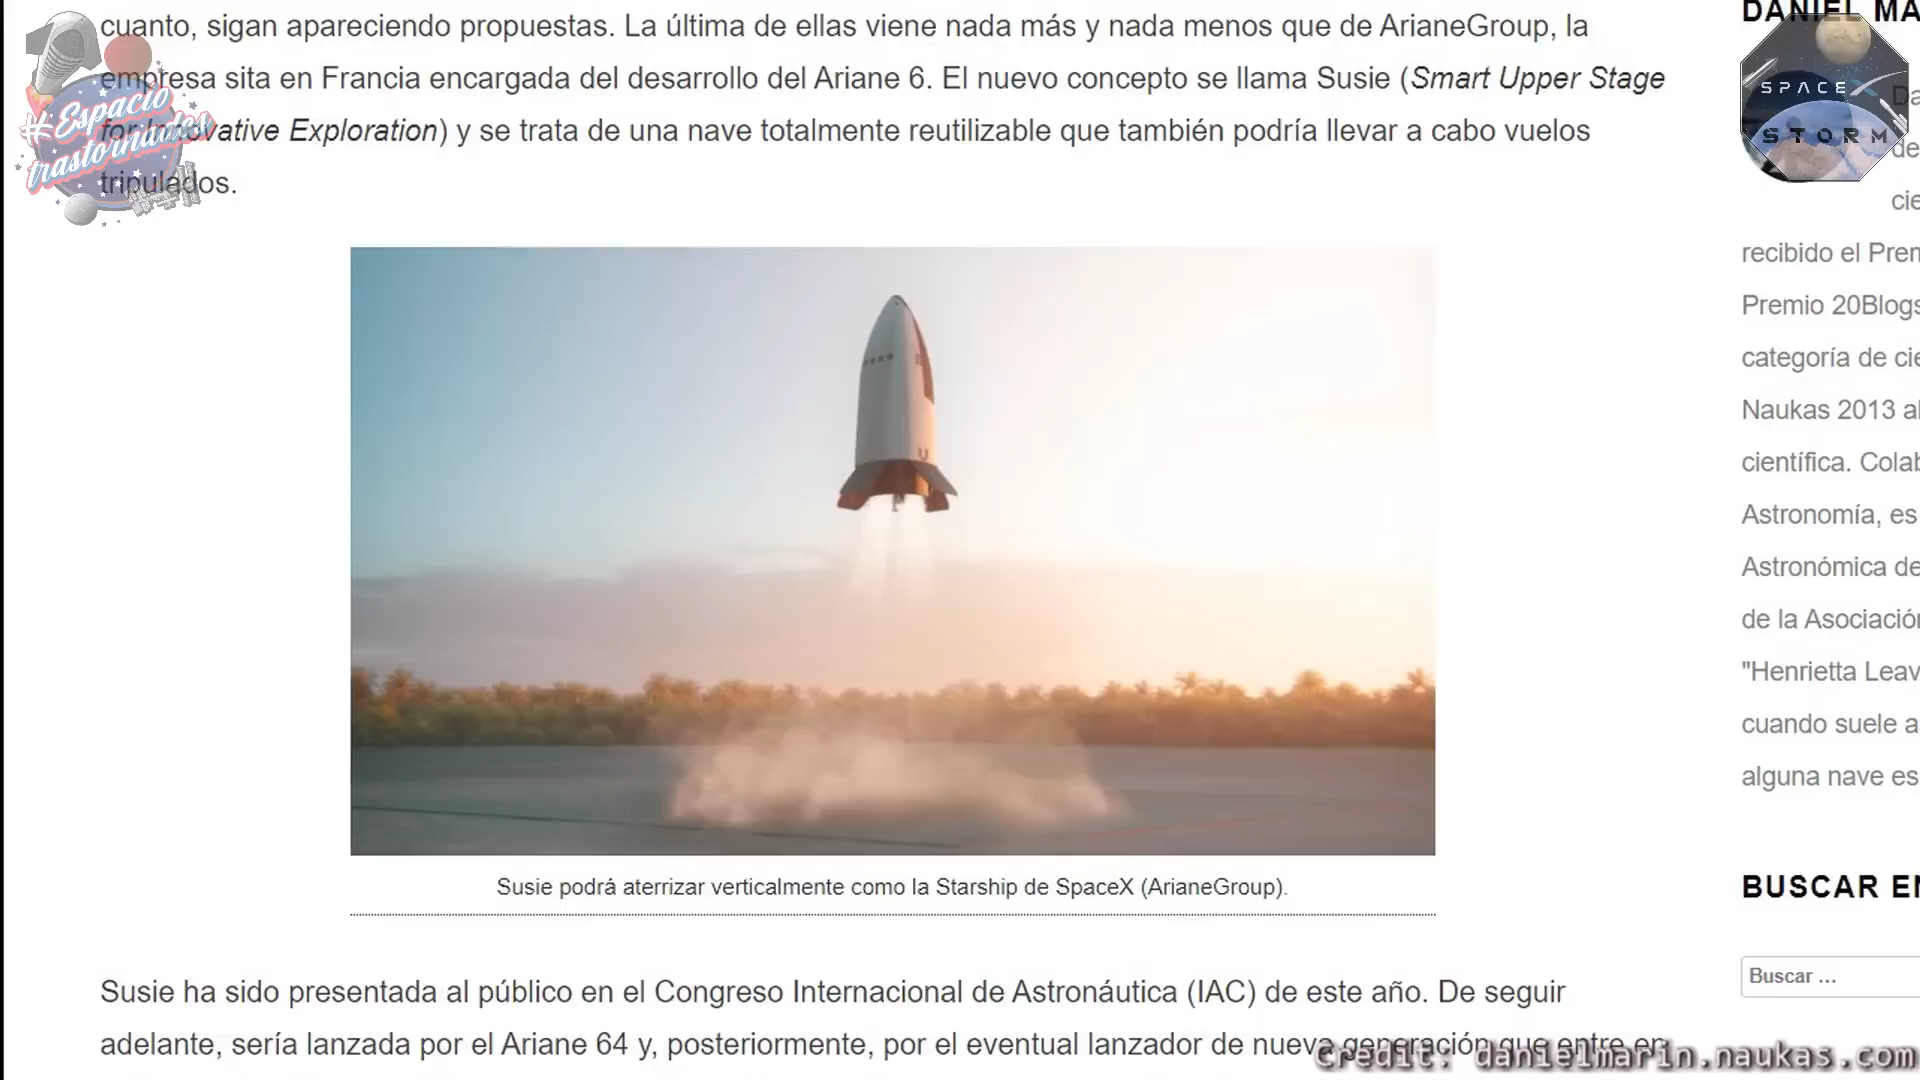 cuanto, sigan apareciendo propuestas. La última de ellas viene nada más y nada menos que de ArianeGroup, la
empresa sita en Francia encargada del desarrollo del Ariane 6. El nuevo concepto se llama Susie (Smart Upper Stage
for Innovative Exploration) y se trata de una nave totalmente reutilizable que también podría llevar a cabo vuelos
tripulados.
#Espacio
trastornados
Susie podrá aterrizar verticalmente como la Starship de SpaceX (ArianeGroup).
Susie ha sido presentada al público en el Congreso Internacional de Astronáutica (IAC) de este año. De seguir
adelante, sería lanzada por el Ariane 64 y, posteriormente, por el eventual lanzador de nueva generación que entre en
DANIEL MA
SPACEX
STORM
Da
de
cie
recibido el Prem
Premio 20Blogs
categoría de cie
Naukas 2013 al
científica. Colab
Astronomía, es
Astronómica de
de la Asociación
"Henrietta Leav
cuando suele a
alguna nave es
BUSCAR EN
Buscar ...
Credit: danielmarin.naukas.com